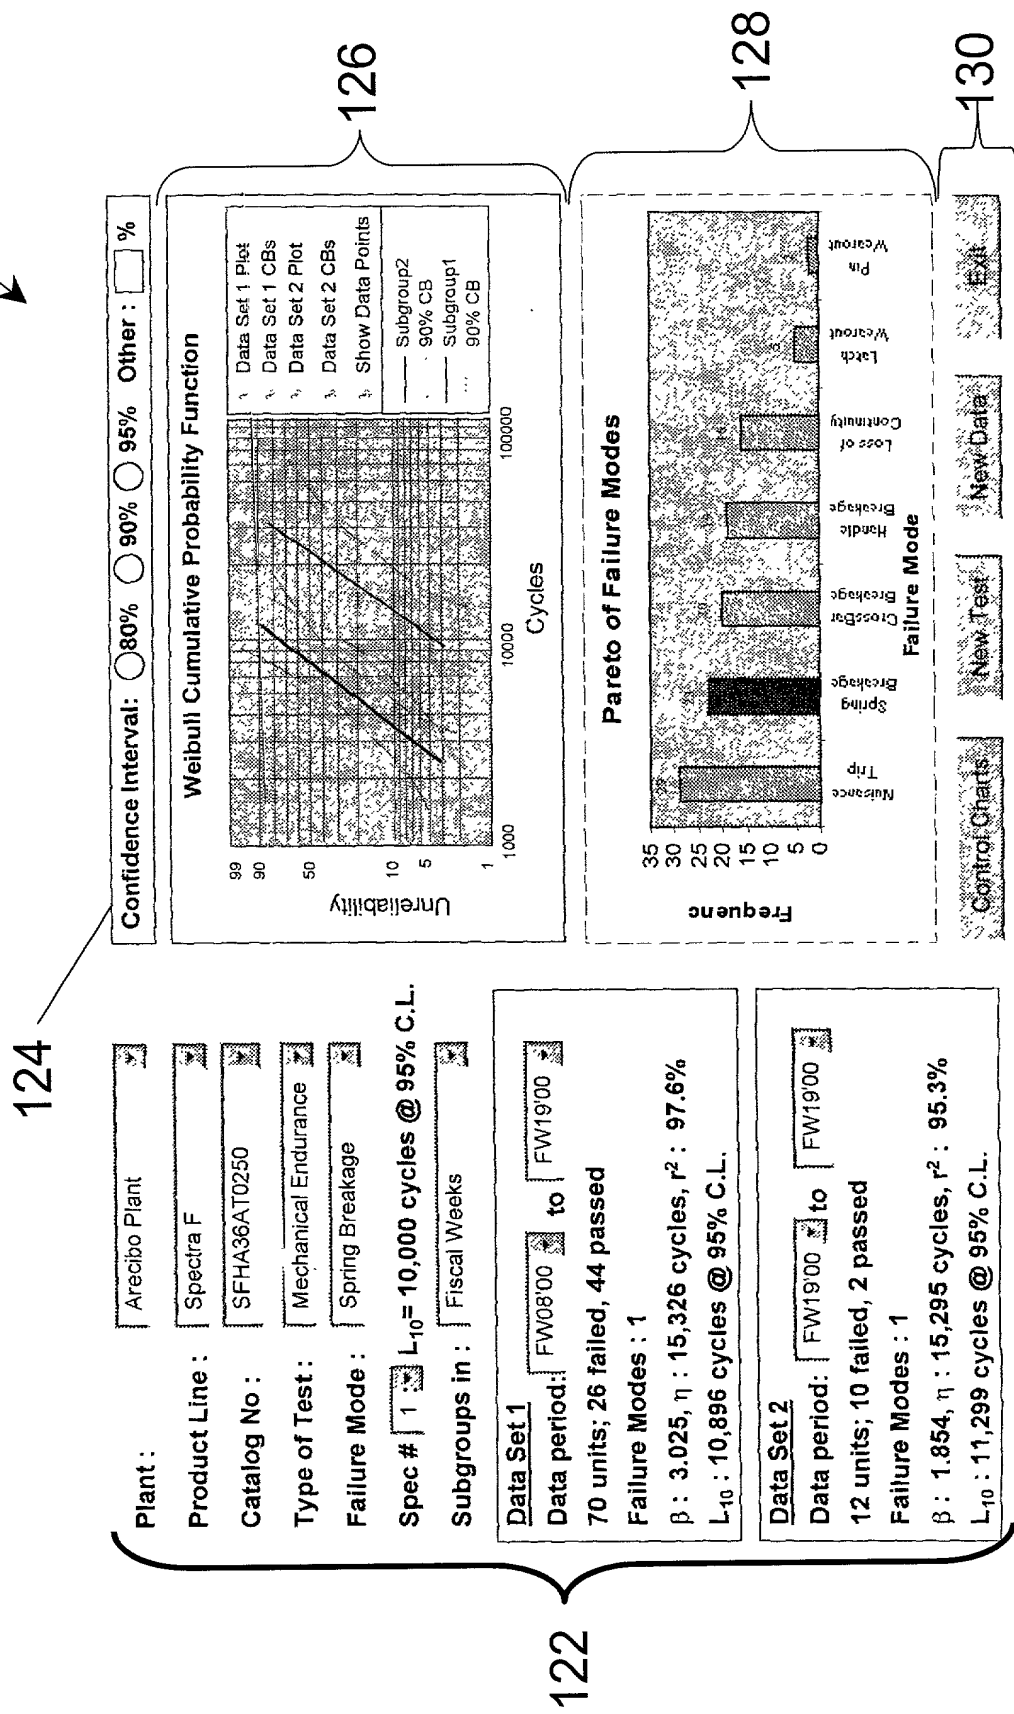 124
122
126
128
130
Plant :
Arecibo Plant
Product Line :
Spectra F
Catalog No :
SFHA36AT0250
Type of Test :
Mechanical Endurance
Failure Mode :
Spring Breakage
Spec # 1 L10= 10,000 cycles @ 95% C.L.
Subgroups in :
Fiscal Weeks
Data Set 1
Data period: FW08'00 to FW19'00
70 units; 26 failed, 44 passed
Failure Modes : 1
β : 3.025, η : 15,326 cycles, r² : 97.6%
L10 : 10,896 cycles @ 95% C.L.
Data Set 2
Data period: FW19'00 to FW19'00
12 units; 10 failed, 2 passed
Failure Modes : 1
β : 1.854, η : 15,295 cycles, r² : 95.3%
L10 : 11,299 cycles @ 95% C.L.
Confidence Interval: 80% 90% 95% Other : %
Weibull Cumulative Probability Function
Unreliability
99
90
50
10
5
1
1000
10000
100000
Cycles
Data Set 1 Plot
Data Set 1 CBs
Data Set 2 Plot
Data Set 2 CBs
Show Data Points
Subgroup2
90% CB
Subgroup1
90% CB
Pareto of Failure Modes
Frequenc
35
30
25
20
15
10
5
0
Nuisance
Trip
Spring
Breakage
CrossBar
Breakage
Handle
Breakage
Loss of
Continuity
Latch
Wearout
Pin
Wearout
Failure Mode
Control Charts
New Test
New Data
Exit